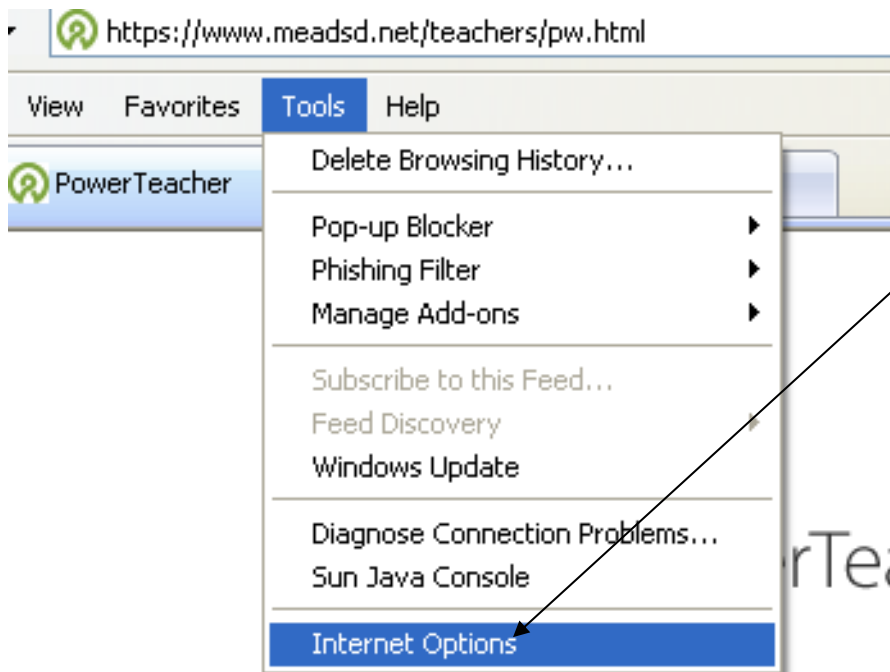 https://www.meadsd.net/teachers/pw.html
View Favorites Tools Help
PowerTeacher
Delete Browsing History...
Pop-up Blocker
Phishing Filter
Manage Add-ons
Subscribe to this Feed...
Feed Discovery
Windows Update
Diagnose Connection Problems...
Sun Java Console
rTea
Internet Options